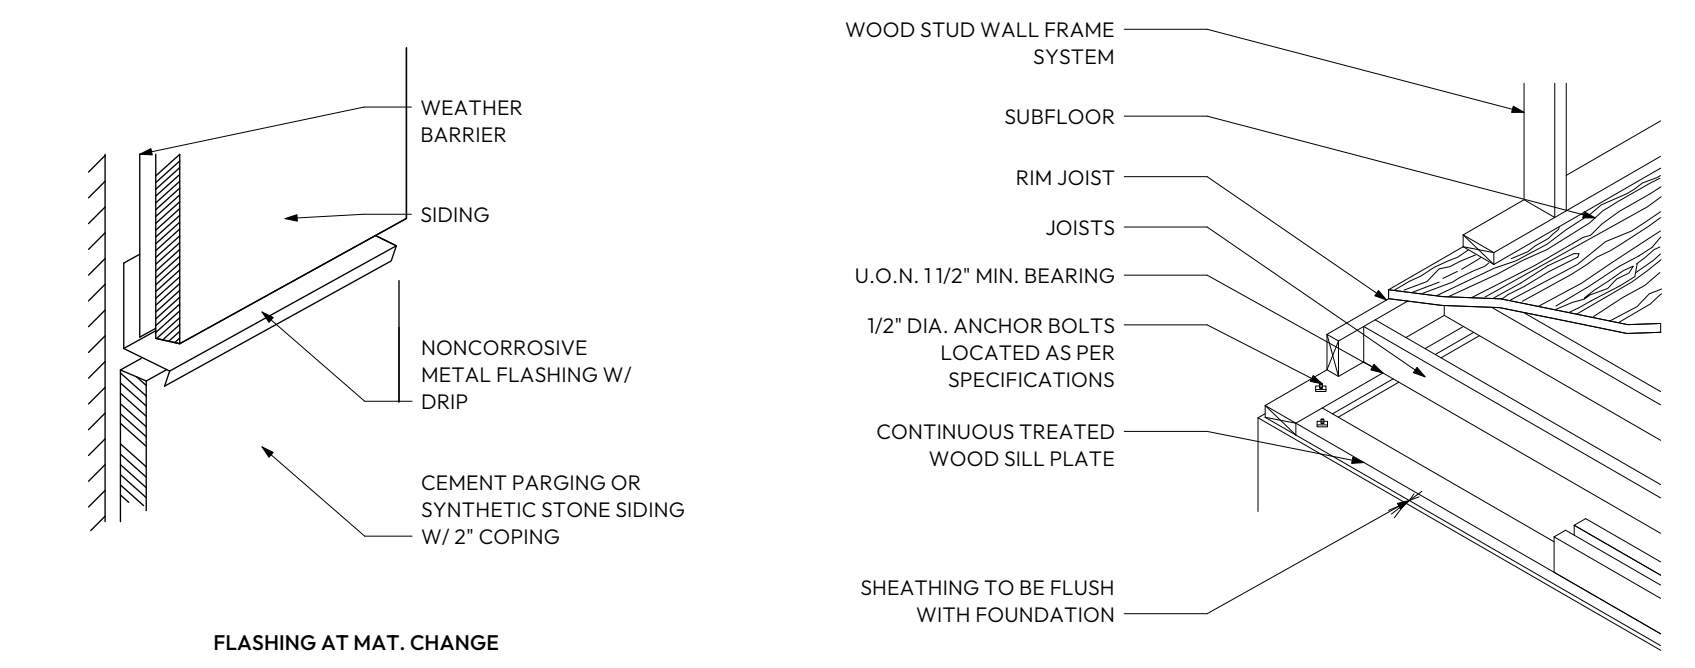 WEATHER
BARRIER
SIDING
NONCORROSIVE
METAL FLASHING W/
DRIP
CEMENT PARGING OR
SYNTHETIC STONE SIDING
W/ 2" COPING
FLASHING AT MAT. CHANGE
WOOD STUD WALL FRAME
SYSTEM
SUBFLOOR
RIM JOIST
JOISTS
U.O.N. 1 1/2" MIN. BEARING
1/2" DIA. ANCHOR BOLTS
LOCATED AS PER
SPECIFICATIONS
CONTINUOUS TREATED
WOOD SILL PLATE
SHEATHING TO BE FLUSH
WITH FOUNDATION